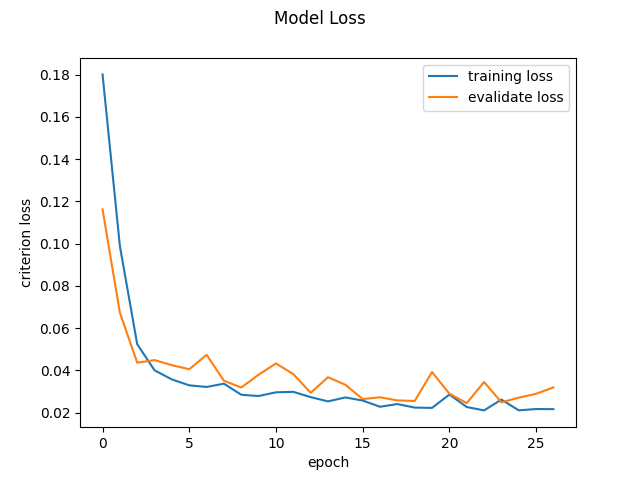 Model Loss
training loss
evalidate loss
criterion loss
0.18
0.16
0.14
0.12
0.10
0.08
0.06
0.04
0.02
0 5 10 15 20 25
epoch